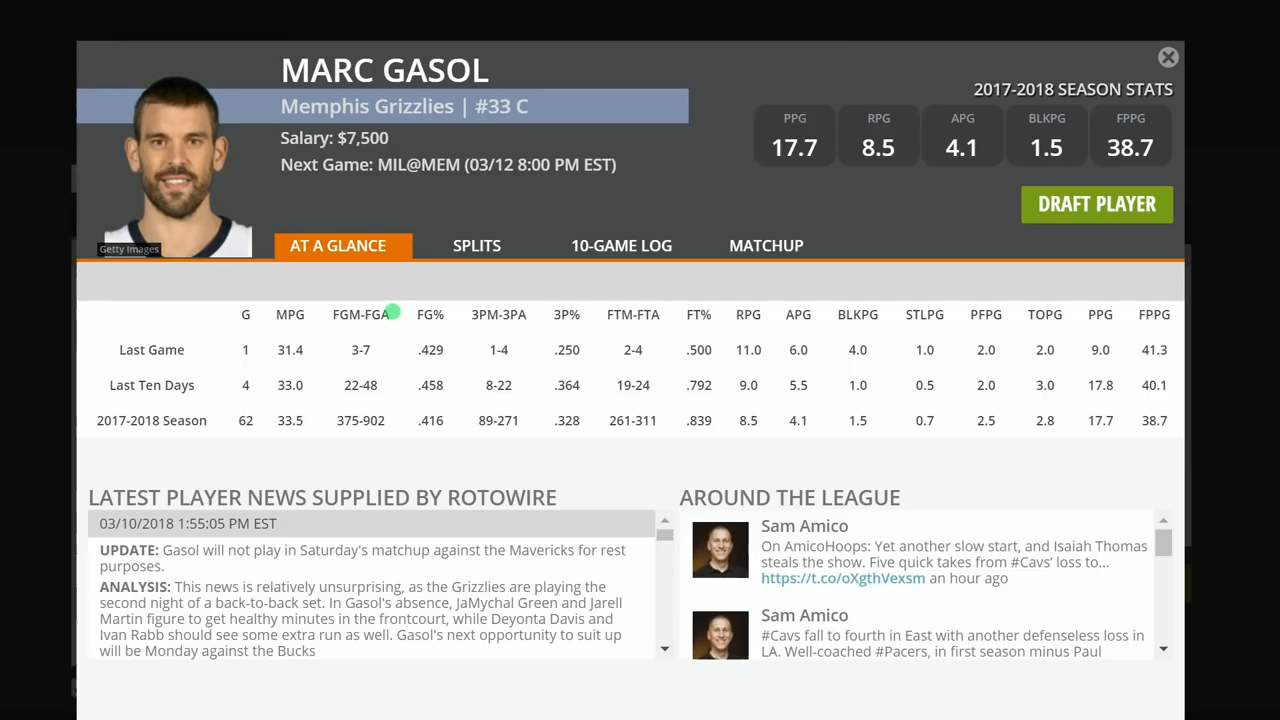 MARC GASOL
Memphis Grizzlies | #33 C
Salary: $7,500
Next Game: MIL@MEM (03/12 8:00 PM EST)
2017-2018 SEASON STATS
PPG RPG APG BLKPG FPPG
17.7 8.5 4.1 1.5 38.7
DRAFT PLAYER
Getty Images
AT A GLANCE SPLITS 10-GAME LOG MATCHUP
G MPG FGM-FGA FG% 3PM-3PA 3P% FTM-FTA FT% RPG APG BLKPG STLPG PFPG TOPG PPG FPPG
Last Game 1 31.4 3-7 .429 1-4 .250 2-4 .500 11.0 6.0 4.0 1.0 2.0 2.0 9.0 41.3
Last Ten Days 4 33.0 22-48 .458 8-22 .364 19-24 .792 9.0 5.5 1.0 0.5 2.0 3.0 17.8 40.1
2017-2018 Season 62 33.5 375-902 .416 89-271 .328 261-311 .839 8.5 4.1 1.5 0.7 2.5 2.8 17.7 38.7
LATEST PLAYER NEWS SUPPLIED BY ROTOWIRE
03/10/2018 1:55:05 PM EST
UPDATE: Gasol will not play in Saturday's matchup against the Mavericks for rest
purposes.
ANALYSIS: This news is relatively unsurprising, as the Grizzlies are playing the
second night of a back-to-back set. In Gasol's absence, JaMychal Green and Jarell
Martin figure to get healthy minutes in the frontcourt, while Deyonta Davis and
Ivan Rabb should see some extra run as well. Gasol's next opportunity to suit up
will be Monday against the Bucks
AROUND THE LEAGUE
Sam Amico
On AmicoHoops: Yet another slow start, and Isaiah Thomas
steals the show. Five quick takes from #Cavs' loss to…
https://t.co/oXgthVexsm an hour ago
Sam Amico
#Cavs fall to fourth in East with another defenseless loss in
LA. Well-coached #Pacers, in first season minus Paul